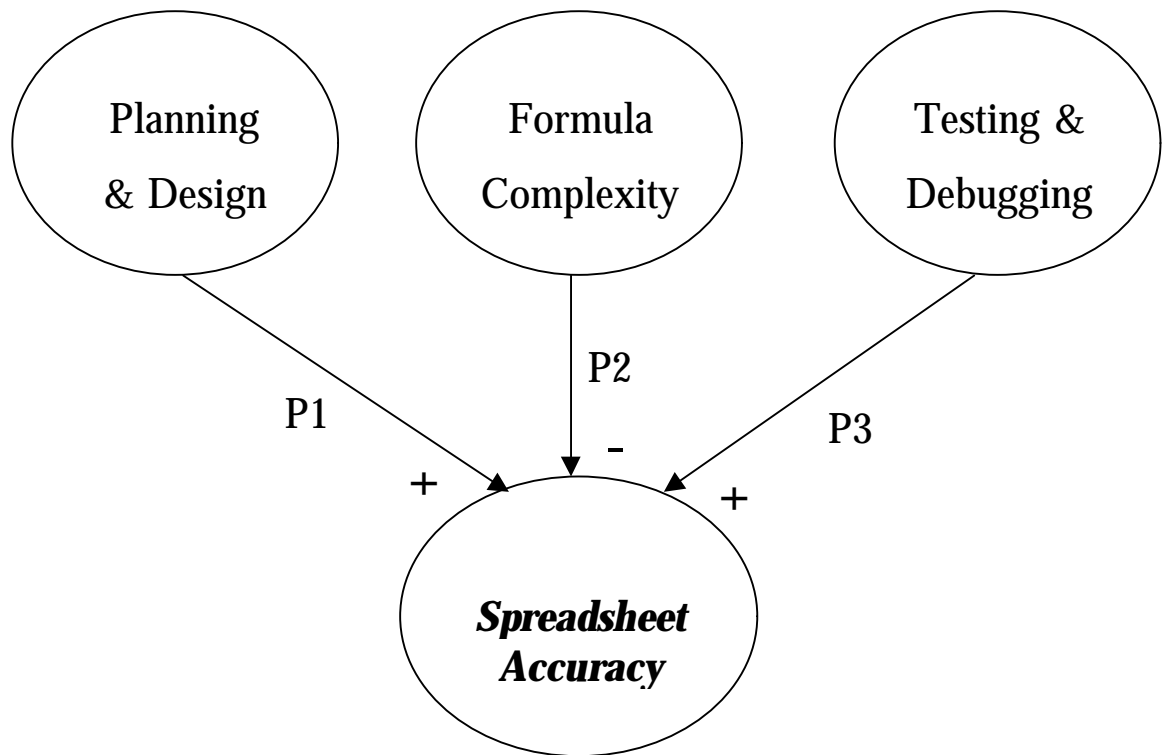 Planning
& Design
Formula
Complexity
Testing &
Debugging
P1
P2
P3
+
-
+
Spreadsheet
Accuracy